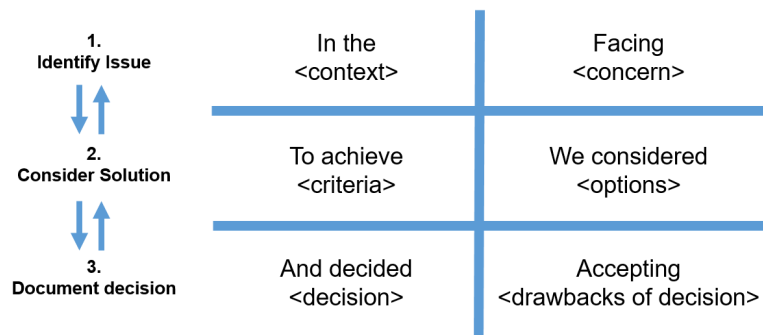 1.
Identify Issue
In the
<context>
Facing
<concern>
2.
Consider Solution
To achieve
<criteria>
We considered
<options>
3.
Document decision
And decided
<decision>
Accepting
<drawbacks of decision>